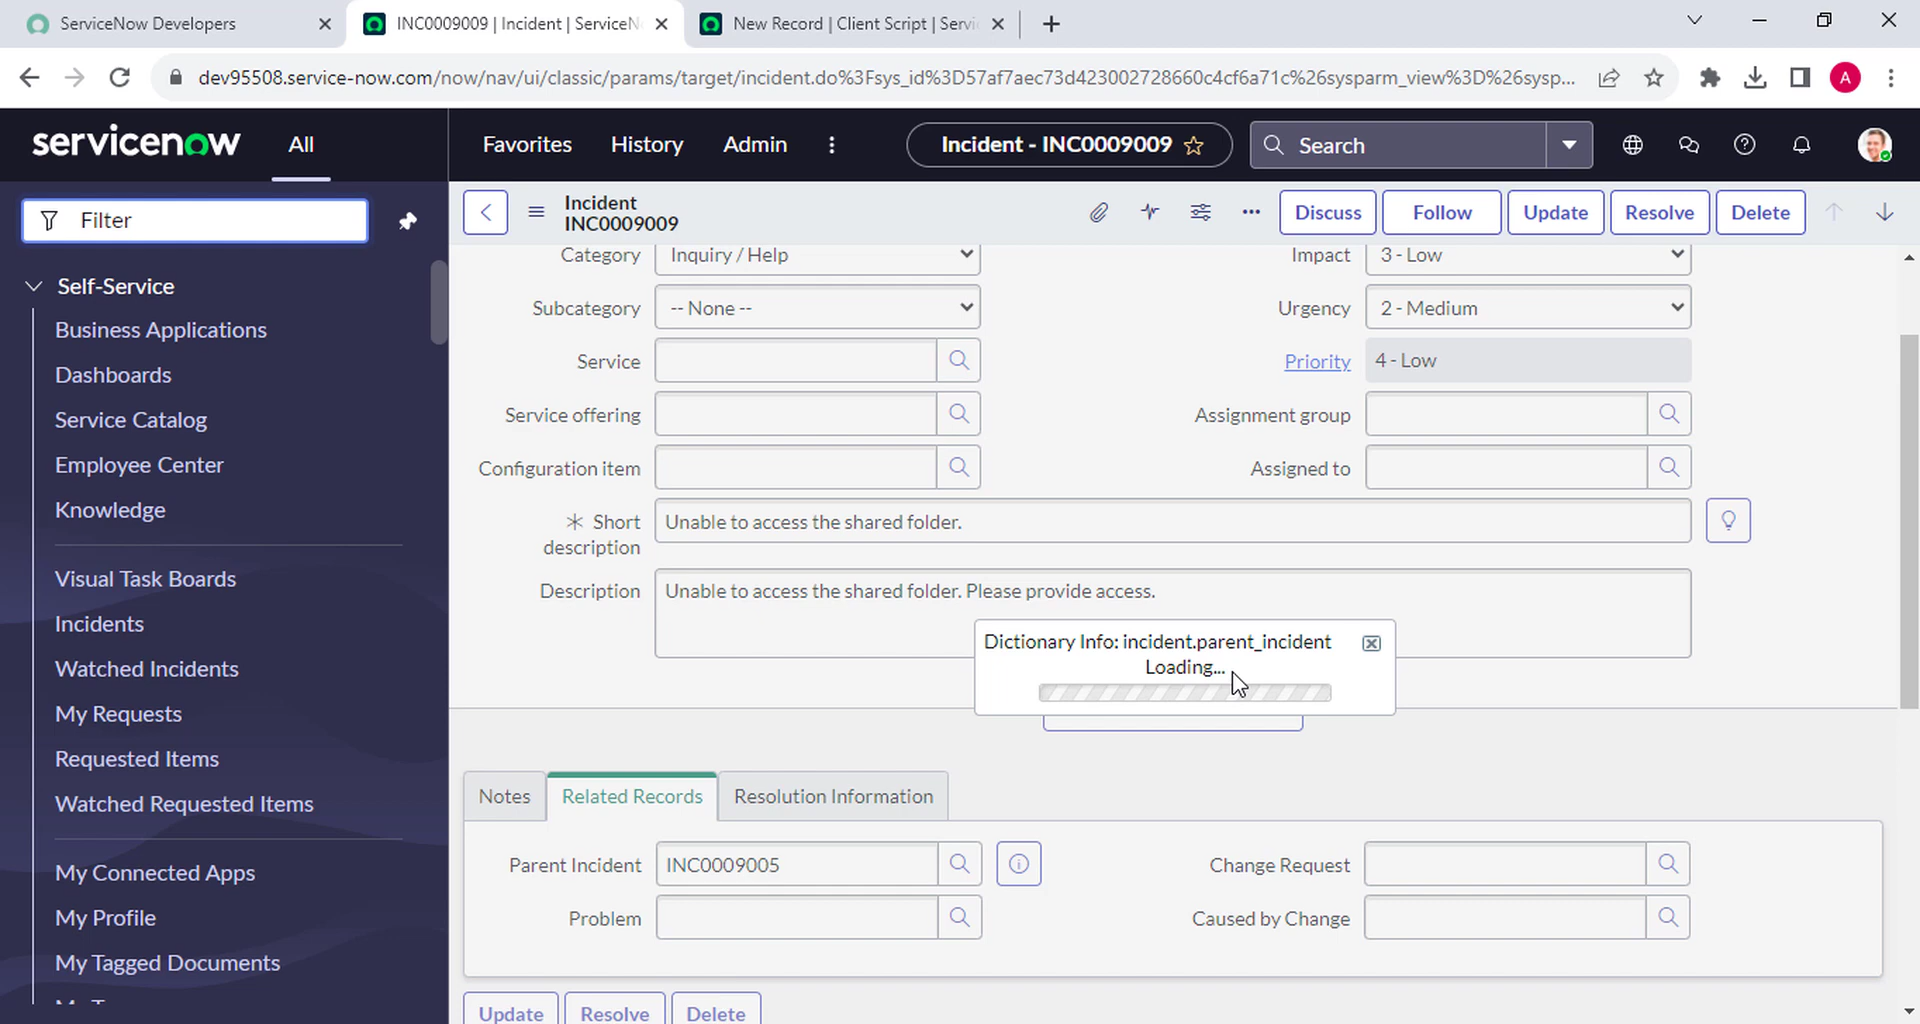 ServiceNow Developers
INC0009009 | Incident | ServiceN
New Record | Client Script | Servi
dev95508.service-now.com/now/nav/ui/classic/params/target/incident.do%3Fsys_id%3D57af7aec73d423002728660c4cf6a71c%26sysparm_view%3D%26sysp...
A
servicenow
All
Favorites
History
Admin
Incident - INC0009009
Search
Filter
Self-Service
Business Applications
Dashboards
Service Catalog
Employee Center
Knowledge
Visual Task Boards
Incidents
Watched Incidents
My Requests
Requested Items
Watched Requested Items
My Connected Apps
My Profile
My Tagged Documents
Incident
INC0009009
Discuss
Follow
Update
Resolve
Delete
Category
Inquiry / Help
Impact
3 - Low
Subcategory
-- None --
Urgency
2 - Medium
Service
Priority
4 - Low
Service offering
Assignment group
Configuration item
Assigned to
Short
description
Unable to access the shared folder.
Description
Unable to access the shared folder. Please provide access.
Dictionary Info: incident.parent_incident
Loading...
Notes
Related Records
Resolution Information
Parent Incident
INC0009005
Change Request
Problem
Caused by Change
Update
Resolve
Delete